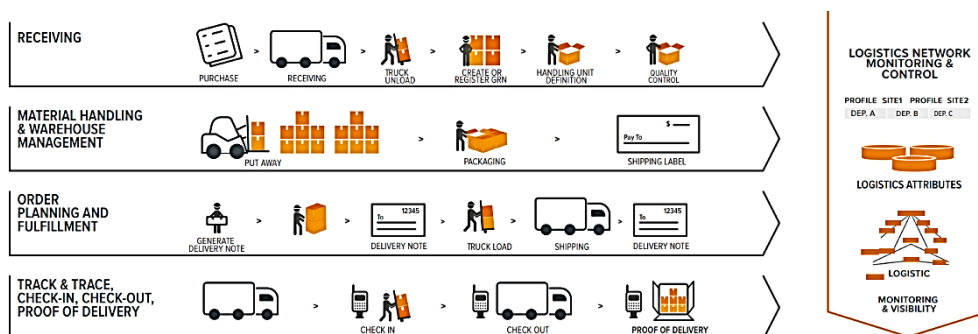 RECEIVING
PURCHASE
RECEIVING
TRUCK
UNLOAD
CREATE OR
REGISTER GRN
HANDLING UNIT
DEFINITION
QUALITY
CONTROL
MATERIAL HANDLING
& WAREHOUSE
MANAGEMENT
PUT AWAY
PACKAGING
$
Pay To
SHIPPING LABEL
ORDER
PLANNING AND
FULFILLMENT
GENERATE
DELIVERY NOTE
12345
To
DELIVERY NOTE
TRUCK LOAD
SHIPPING
12345
To
DELIVERY NOTE
TRACK & TRACE,
CHECK-IN, CHECK-OUT,
PROOF OF DELIVERY
CHECK IN
CHECK OUT
PROOF OF DELIVERY
LOGISTICS NETWORK
MONITORING &
CONTROL
PROFILE SITE1 PROFILE SITE2
DEP. A DEP. B DEP. C
LOGISTICS ATTRIBUTES
LOGISTIC
MONITORING
& VISIBILITY